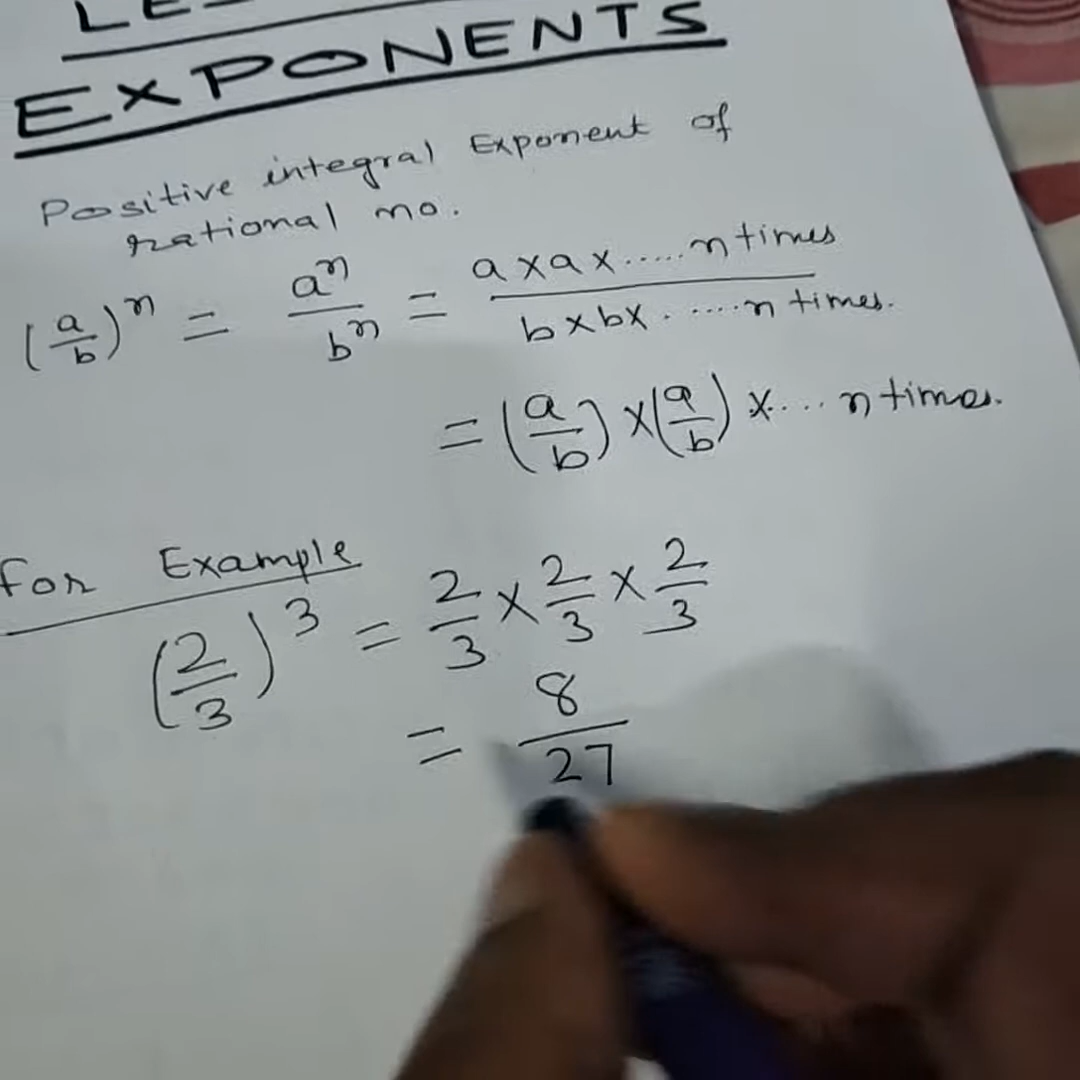 EXPONENTS
Positive integral Exponent of
rational no.
(a/b)^n = a^n/b^n = a x a x ..... n times / b x b x . ..... n times.
= (a/b) x (a/b) x .... n times.
For Example
(2/3)^3 = 2/3 x 2/3 x 2/3
= 8/27